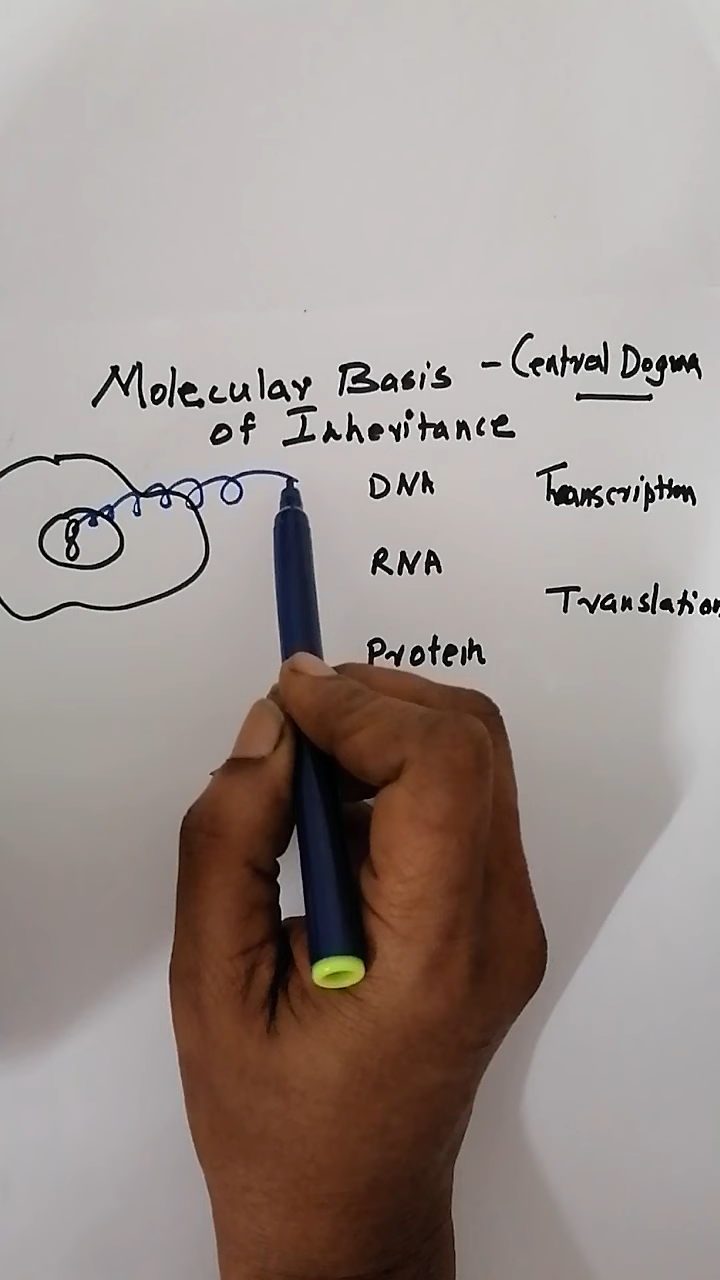 Molecular Basis - Central Dogma
of Inheritance
DNA Transcription
RNA
Translation
Protein